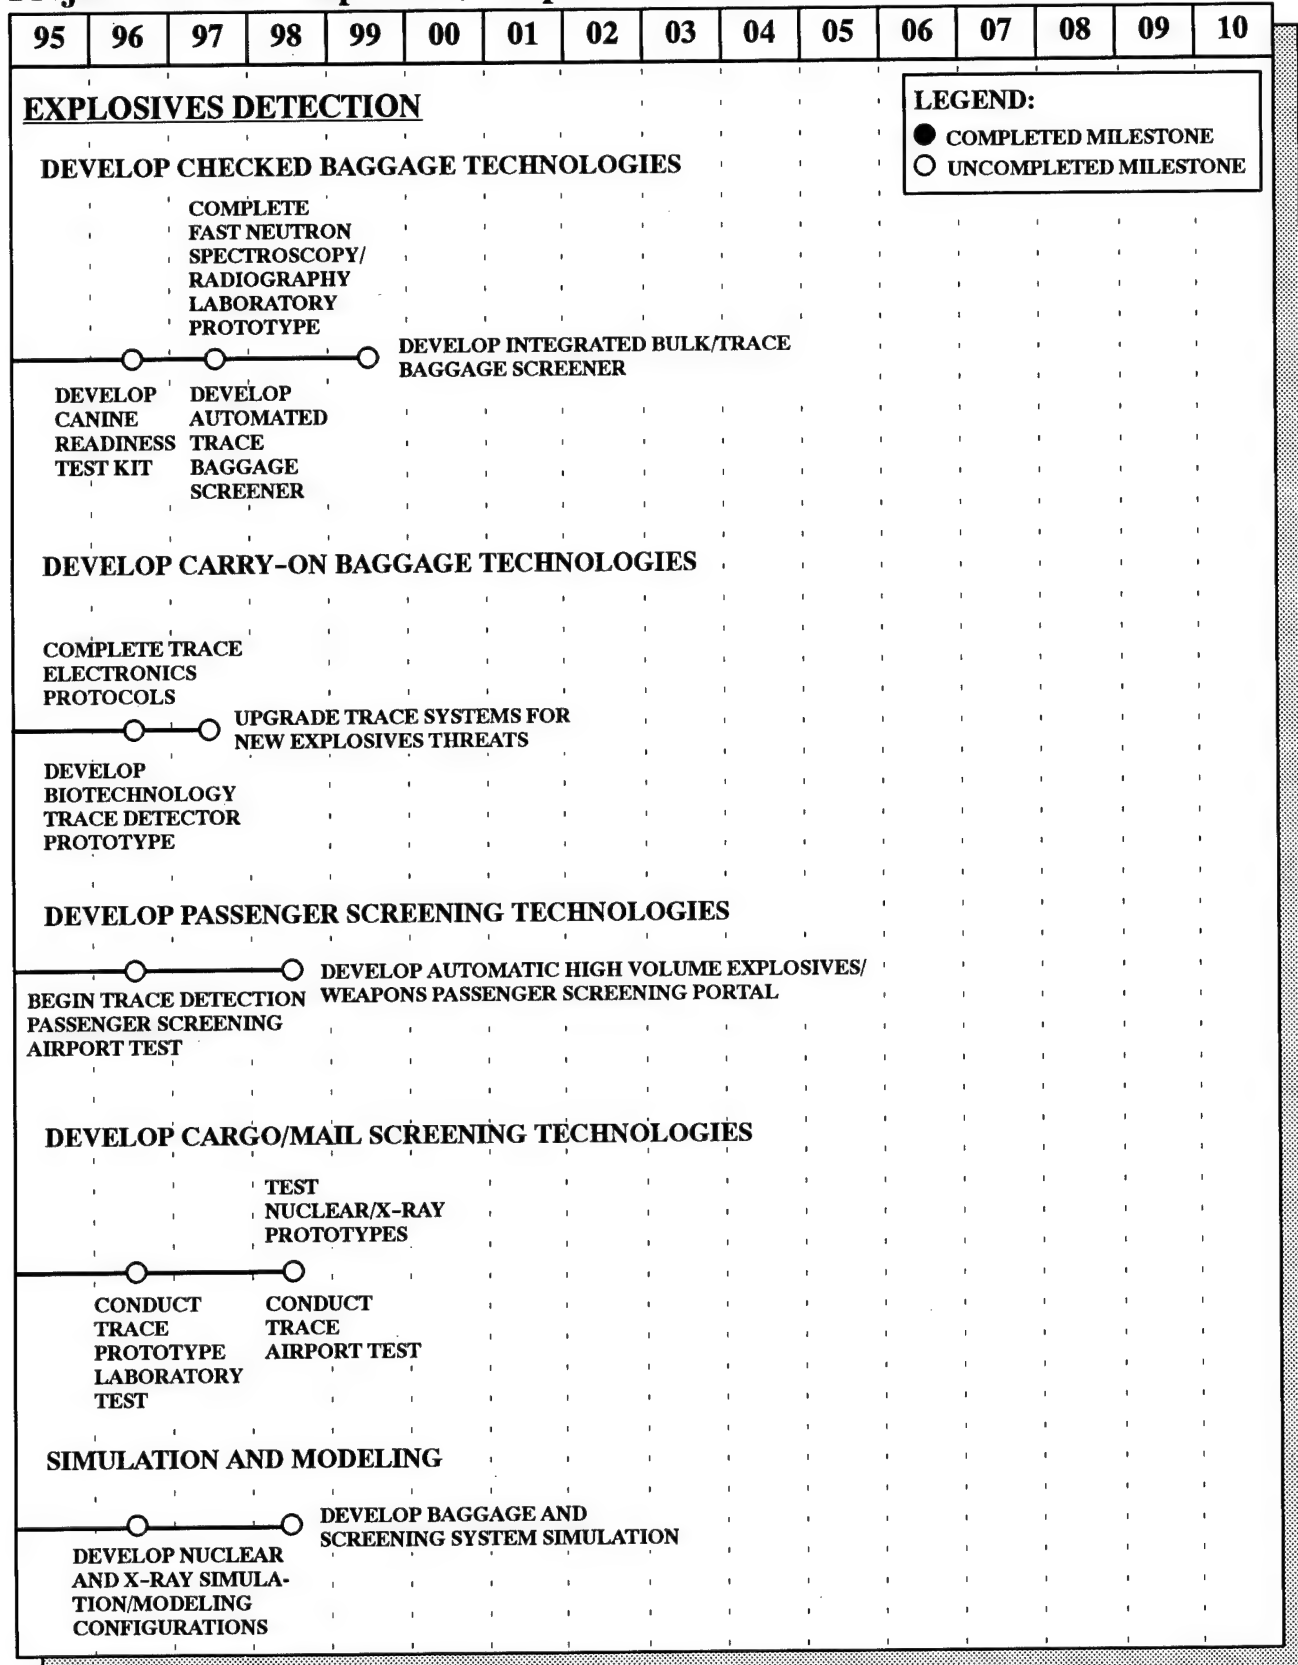 95 96 97 98 99 00 01 02 03 04 05 06 07 08 09 10
EXPLOSIVES DETECTION
LEGEND:
COMPLETED MILESTONE
UNCOMPLETED MILESTONE
DEVELOP CHECKED BAGGAGE TECHNOLOGIES
COMPLETE
FAST NEUTRON
SPECTROSCOPY/
RADIOGRAPHY
LABORATORY
PROTOTYPE
DEVELOP INTEGRATED BULK/TRACE
BAGGAGE SCREENER
DEVELOP
CANINE
READINESS
TEST KIT
DEVELOP
AUTOMATED
TRACE
BAGGAGE
SCREENER
DEVELOP CARRY-ON BAGGAGE TECHNOLOGIES
COMPLETE TRACE
ELECTRONICS
PROTOCOLS
UPGRADE TRACE SYSTEMS FOR
NEW EXPLOSIVES THREATS
DEVELOP
BIOTECHNOLOGY
TRACE DETECTOR
PROTOTYPE
DEVELOP PASSENGER SCREENING TECHNOLOGIES
DEVELOP AUTOMATIC HIGH VOLUME EXPLOSIVES/
WEAPONS PASSENGER SCREENING PORTAL
BEGIN TRACE DETECTION
PASSENGER SCREENING
AIRPORT TEST
DEVELOP CARGO/MAIL SCREENING TECHNOLOGIES
TEST
NUCLEAR/X-RAY
PROTOTYPES
CONDUCT
TRACE
PROTOTYPE
LABORATORY
TEST
CONDUCT
TRACE
AIRPORT TEST
SIMULATION AND MODELING
DEVELOP BAGGAGE AND
SCREENING SYSTEM SIMULATION
DEVELOP NUCLEAR
AND X-RAY SIMULA-
TION/MODELING
CONFIGURATIONS